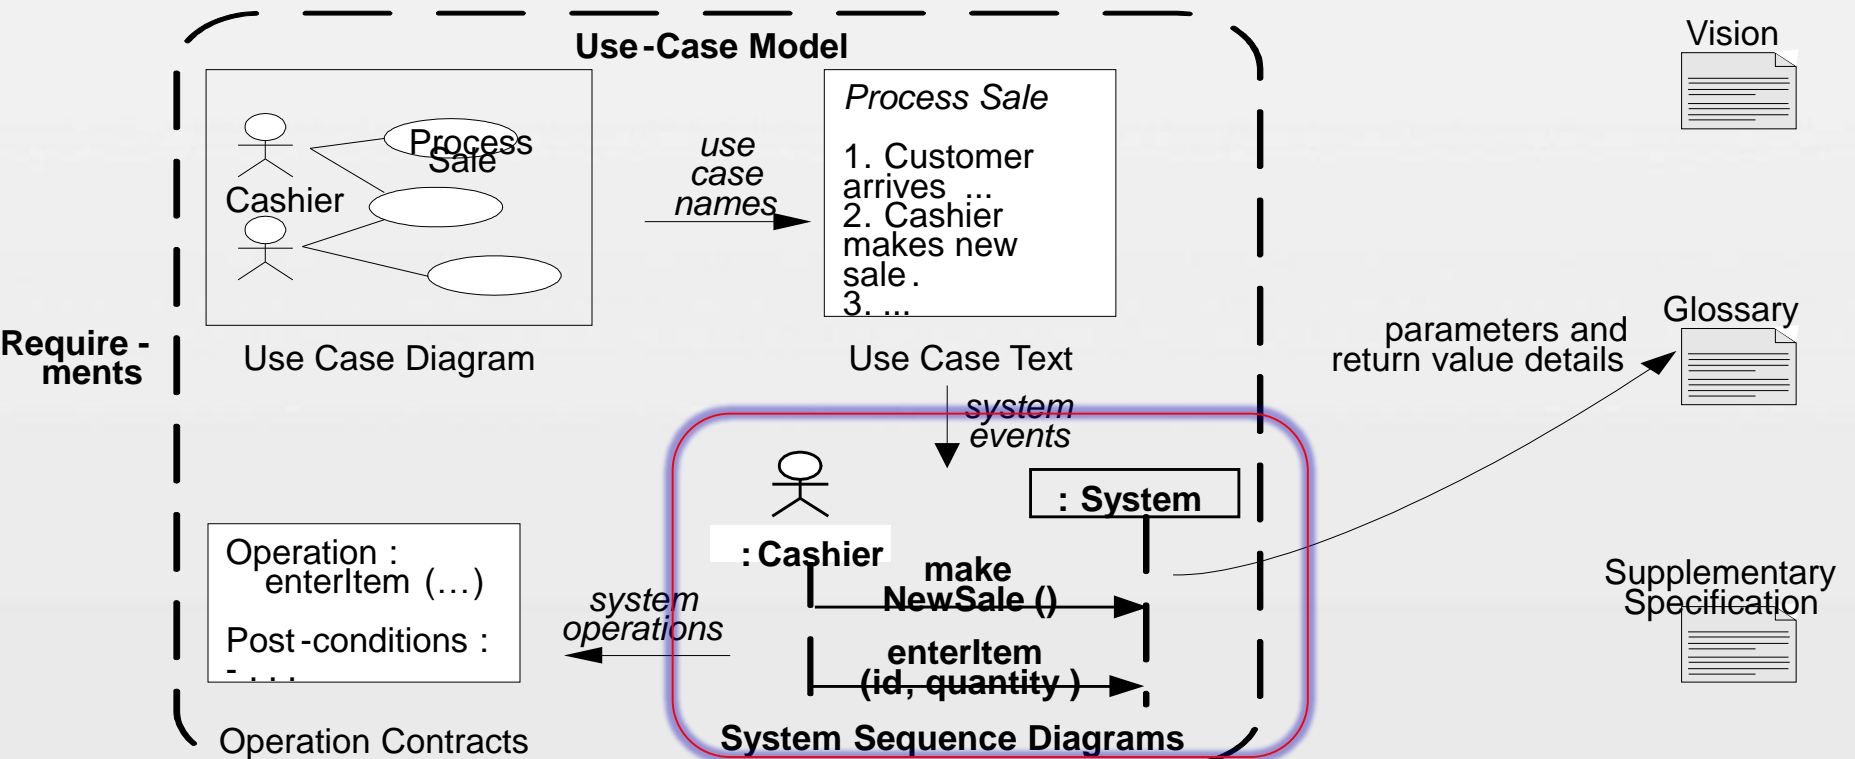 Use-Case Model
Vision
Process
Sale
Cashier
use
case
names
Process Sale
1. Customer
arrives ...
2. Cashier
makes new
sale.
3. ...
Require -
ments
Use Case Diagram
Use Case Text
parameters and
return value details
Glossary
system
events
: System
: Cashier
make
NewSale ()
enterItem
(id, quantity )
System Sequence Diagrams
system
operations
Operation :
enterItem (…)
Post-conditions :
- . . .
Operation Contracts
Supplementary
Specification